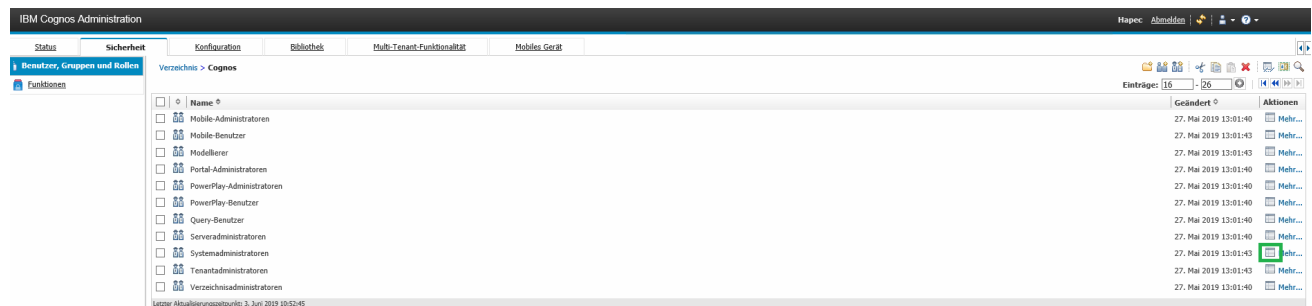 IBM Cognos Administration
Hapec Abmelden
Status Sicherheit Konfiguration Bibliothek Multi-Tenant-Funktionalität Mobiles Gerät
Benutzer, Gruppen und Rollen
Funktionen
Verzeichnis > Cognos
Einträge: 16 - 26
Name Geändert Aktionen
Mobile-Administratoren 27. Mai 2019 13:01:40 Mehr...
Mobile-Benutzer 27. Mai 2019 13:01:43 Mehr...
Modellierer 27. Mai 2019 13:01:43 Mehr...
Portal-Administratoren 27. Mai 2019 13:01:40 Mehr...
PowerPlay-Administratoren 27. Mai 2019 13:01:40 Mehr...
PowerPlay-Benutzer 27. Mai 2019 13:01:40 Mehr...
Query-Benutzer 27. Mai 2019 13:01:40 Mehr...
Serveradministratoren 27. Mai 2019 13:01:40 Mehr...
Systemadministratoren 27. Mai 2019 13:01:43 Mehr...
Tenantadministratoren 27. Mai 2019 13:01:43 Mehr...
Verzeichnisadministratoren 27. Mai 2019 13:01:40 Mehr...
Letzter Aktualisierungszeitpunkt: 3. Juni 2019 10:52:45